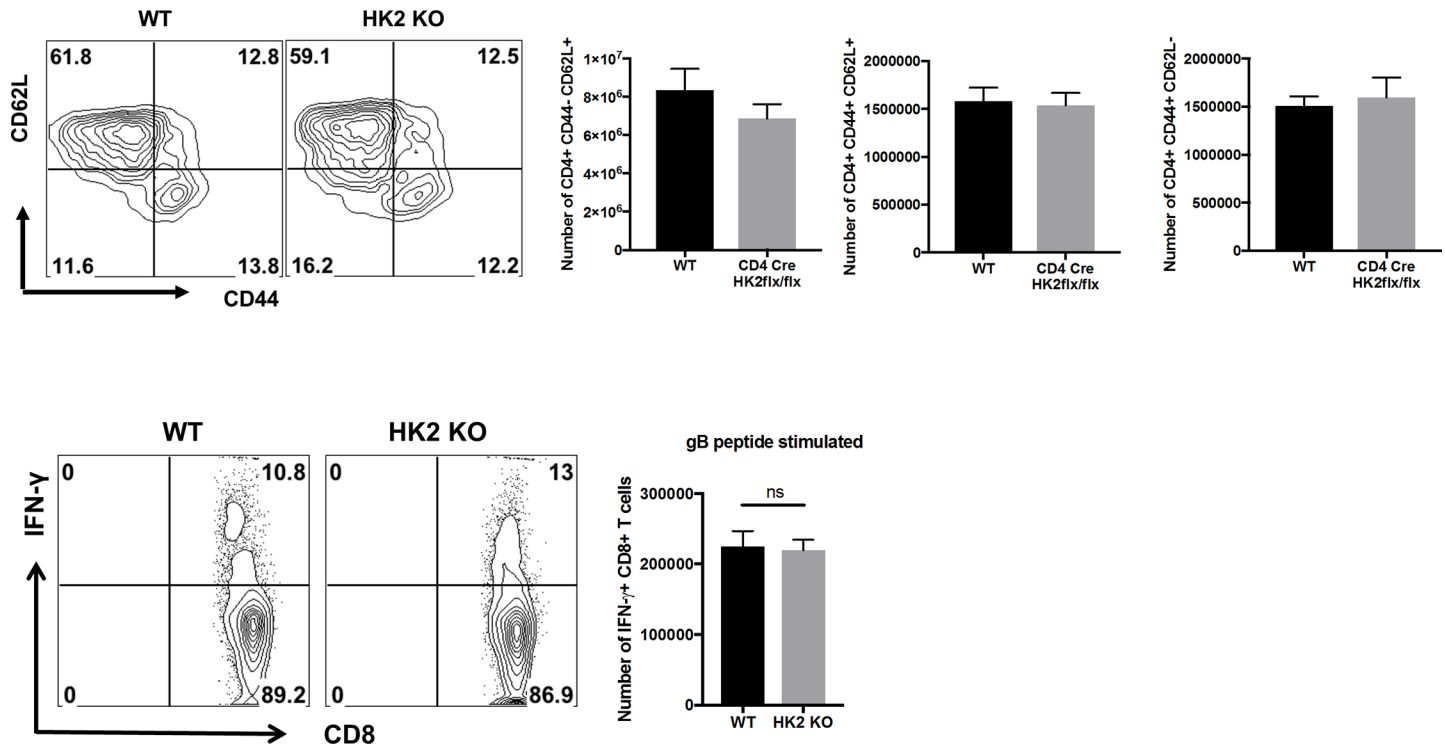 WT
HK2 KO
61.8
12.8
59.1
12.5
CD62L
11.6
13.8
16.2
12.2
CD44
Number of CD4+ CD44- CD62L+
1×10⁷
8×10⁶
6×10⁶
4×10⁶
2×10⁶
0
WT
CD4 Cre
HK2flx/flx
Number of CD4+ CD44+ CD62L+
2000000
1500000
1000000
500000
0
WT
CD4 Cre
HK2flx/flx
Number of CD4+ CD44+ CD62L-
2000000
1500000
1000000
500000
0
WT
CD4 Cre
HK2flx/flx
WT
HK2 KO
0
10.8
0
13
IFN-γ
0
89.2
0
86.9
CD8
gB peptide stimulated
Number of IFN-γ+ CD8+ T cells
300000
200000
100000
0
ns
WT
HK2 KO